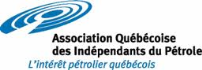 Association Québécoise
des Indépendants du Pétrole
L'intérêt pétrolier québécois